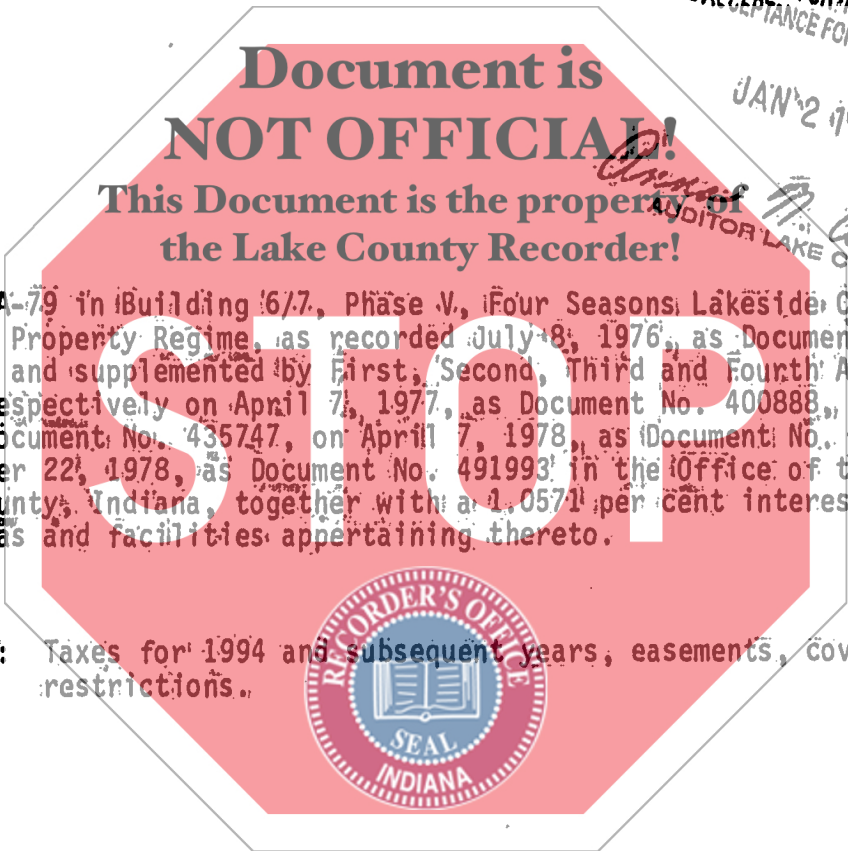 ACCEPTANCE FOR
JAN 2 1
Document is
NOT OFFICIAL!
This Document is the property of
the Lake County Recorder!
AUDITOR LAKE
A-79 in Building 6/7, Phase V, Four Seasons Lakeside
Property Regime, as recorded July 8, 1976, as Documen
and supplemented by First, Second, Third and Fourth A
spectively on April 7, 1977, as Document No. 400888,
ocument No. 435747, on April 7, 1978, as Document No.
er 22, 1978, as Document No. 491993 in the Office of t
unty, Indiana, together with a 1.0571 per cent interes
as and facilities appertaining thereto.
STOP
: Taxes for 1994 and subsequent years, easements, cov
restrictions.
RECORDER'S OFFICE
SEAL
INDIANA